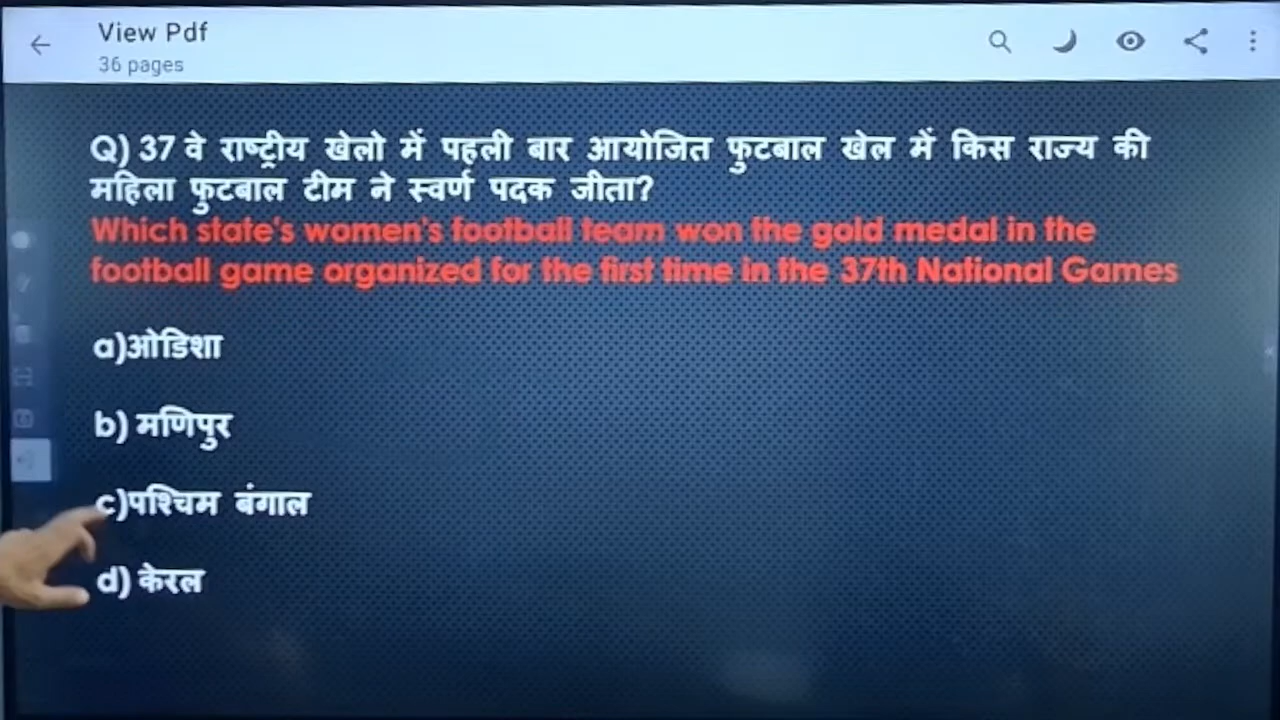 View Pdf
36 pages
Q) 37 वे राष्ट्रीय खेलो में पहली बार आयोजित फुटबाल खेल में किस राज्य की
महिला फुटबाल टीम ने स्वर्ण पदक जीता?
Which state's women's football team won the gold medal in the
football game organized for the first time in the 37th National Games
a)ओडिशा
b) मणिपुर
c)पश्चिम बंगाल
d) केरल